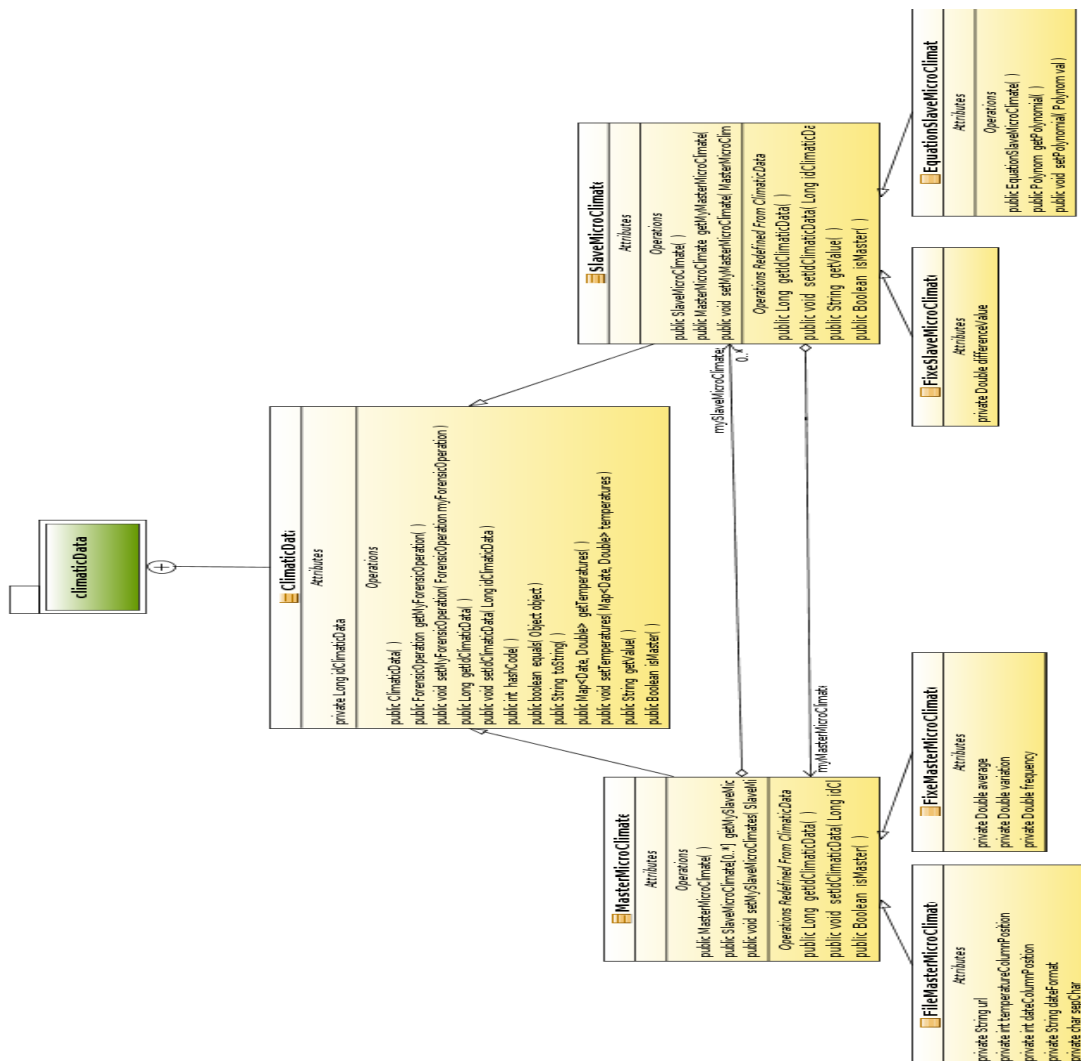 climaticData
ClimaticDat
Attributes
private Long idClimaticData
Operations
public ClimaticData( )
public ForensicOperation getMyForensicOperation( )
public void setMyForensicOperation( ForensicOperation myForensicOperation )
public Long getIdClimaticData( )
public void setIdClimaticData( Long idClimaticData )
public int hashCode( )
public boolean equals( Object object )
public String toString( )
public Map<Date, Double> getTemperatures( )
public void setTemperatures( Map<Date, Double> temperatures )
public String getValue( )
public Boolean isMaster( )
MasterMicroClimat
Attributes
Operations
public MasterMicroClimate( )
public SlaveMicroClimate[0..*] getMySlaveMic
public void setMySlaveMicroClimates( SlaveMi
Operations Redefined From ClimaticData
public Long getIdClimaticData( )
public void setIdClimaticData( Long idCl
public Boolean isMaster( )
mySlaveMicroClimate
0..*
myMasterMicroClimat
SlaveMicroClimat
Attributes
Operations
public SlaveMicroClimate( )
public MasterMicroClimate getMyMasterMicroClimate(
public void setMyMasterMicroClimate( MasterMicroClim
Operations Redefined From ClimaticData
public Long getIdClimaticData( )
public void setIdClimaticData( Long idClimaticDa
public String getValue( )
public Boolean isMaster( )
FileMasterMicroClimat
Attributes
private String url
private int temperatureColumnPosition
private int dateColumnPosition
private String dateFormat
private char sepChar
FixeMasterMicroClimat
Attributes
private Double average
private Double variation
private Double frequency
FixeSlaveMicroClimat
Attributes
private Double differenceValue
EquationSlaveMicroClimat
Attributes
Operations
public EquationSlaveMicroClimate( )
public Polynom getPolynomial( )
public void setPolynomial( Polynom val )